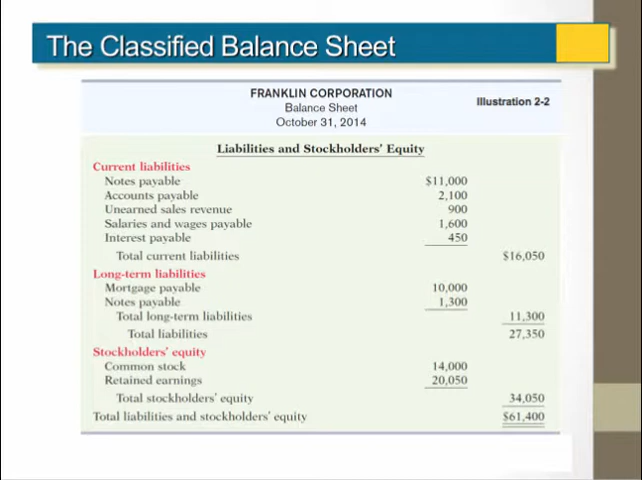 The Classified Balance Sheet
FRANKLIN CORPORATION
Balance Sheet
October 31, 2014
Illustration 2-2
Liabilities and Stockholders' Equity
Current liabilities
Notes payable $11,000
Accounts payable 2,100
Unearned sales revenue 900
Salaries and wages payable 1,600
Interest payable 450
Total current liabilities $16,050
Long-term liabilities
Mortgage payable 10,000
Notes payable 1,300
Total long-term liabilities 11,300
Total liabilities 27,350
Stockholders' equity
Common stock 14,000
Retained earnings 20,050
Total stockholders' equity 34,050
Total liabilities and stockholders' equity $61,400